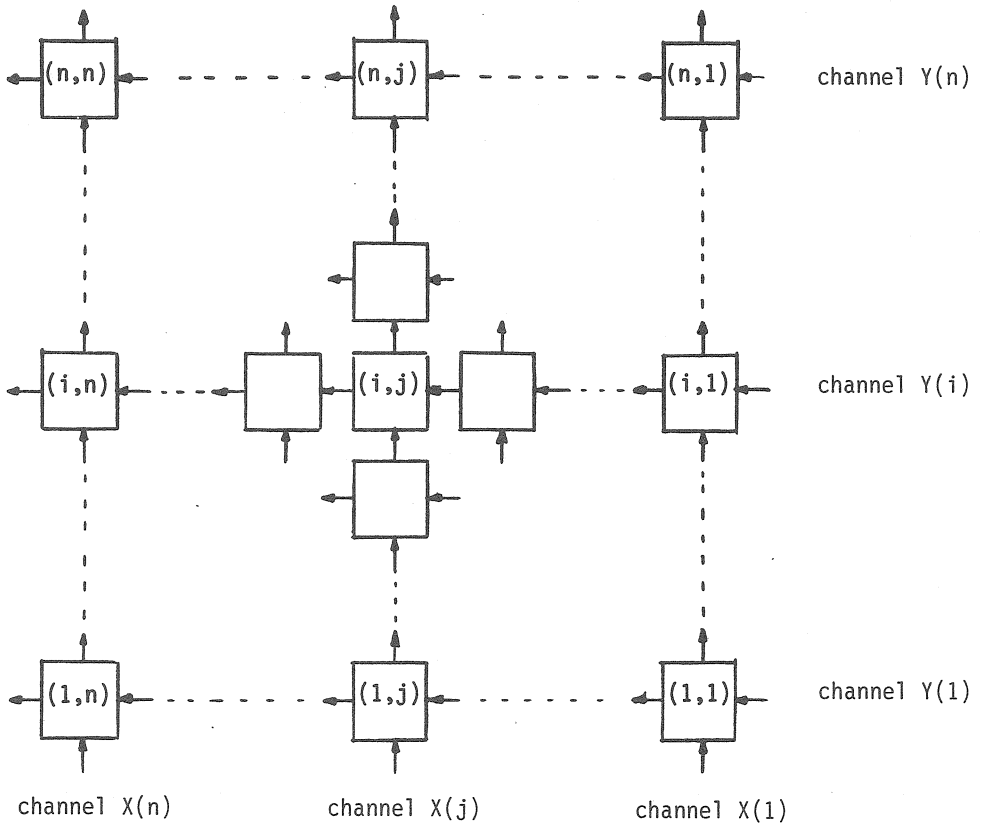 (n,n) (n,j) (n,1) channel Y(n)
(i,n) (i,j) (i,1) channel Y(i)
(1,n) (1,j) (1,1) channel Y(1)
channel X(n) channel X(j) channel X(1)